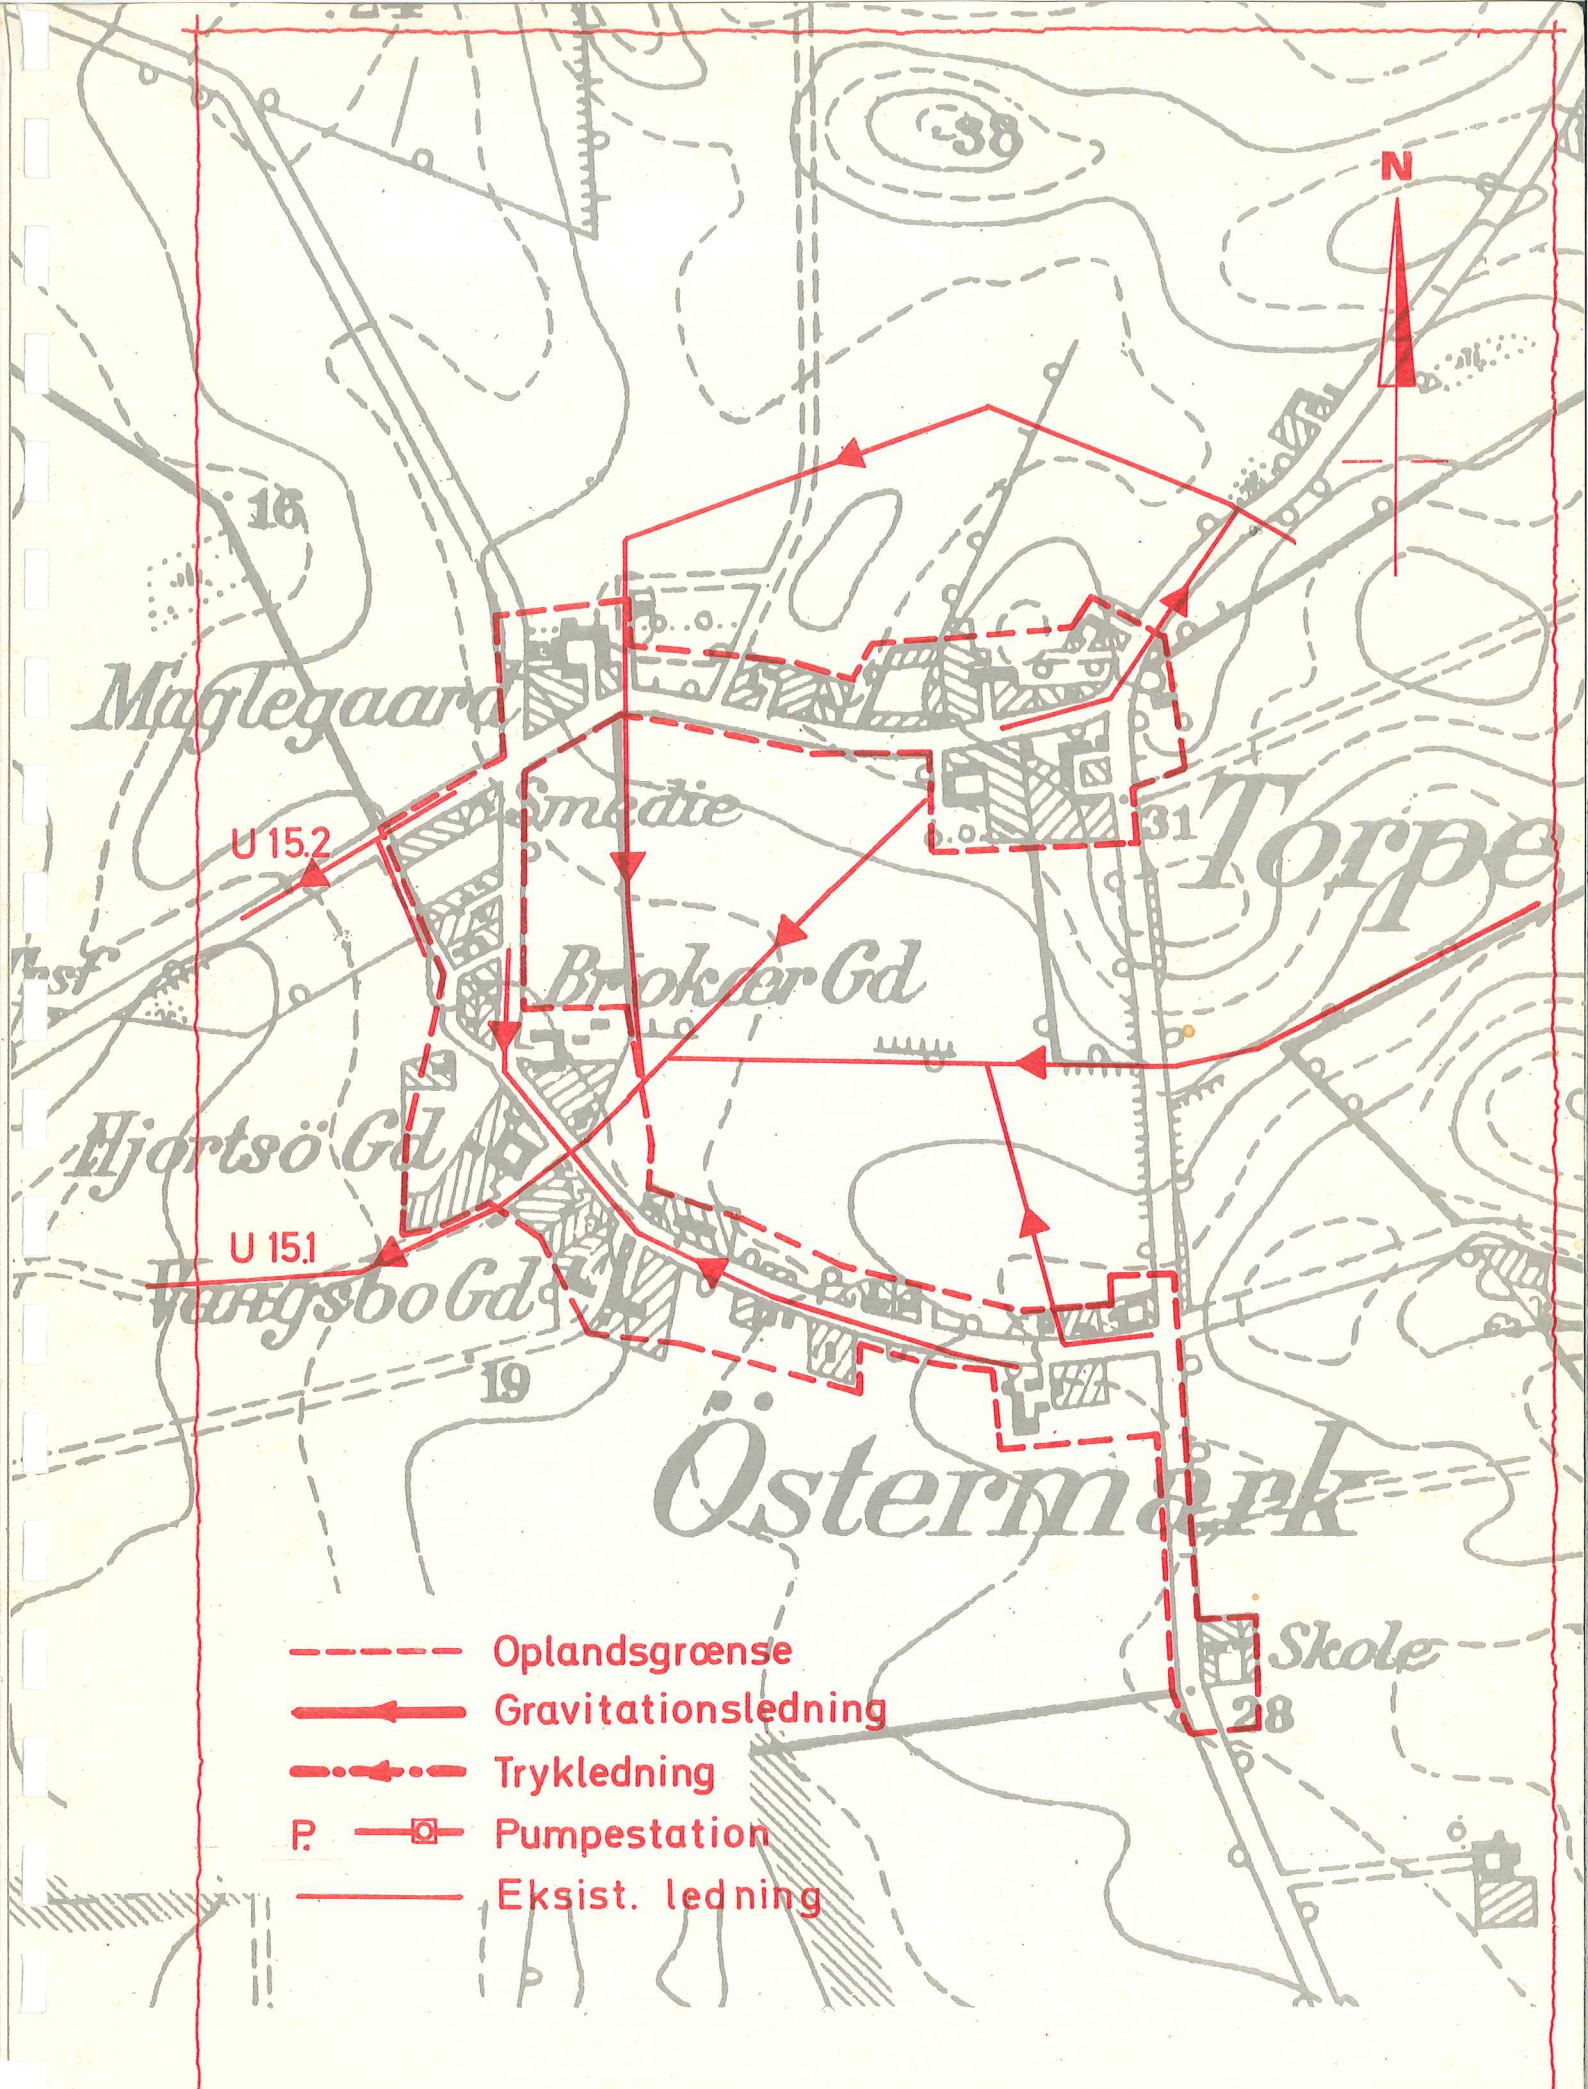 38
N
16
Maglegaard
Smedie
U 15.2
31
Torpe
Brokær Gd
Hjortsö Gd
U 15.1
Vangsbo Gd
19
Östermark
Oplandsgrænse
Skole
Gravitationsledning
28
Trykledning
P. Pumpestation
Eksist. ledning